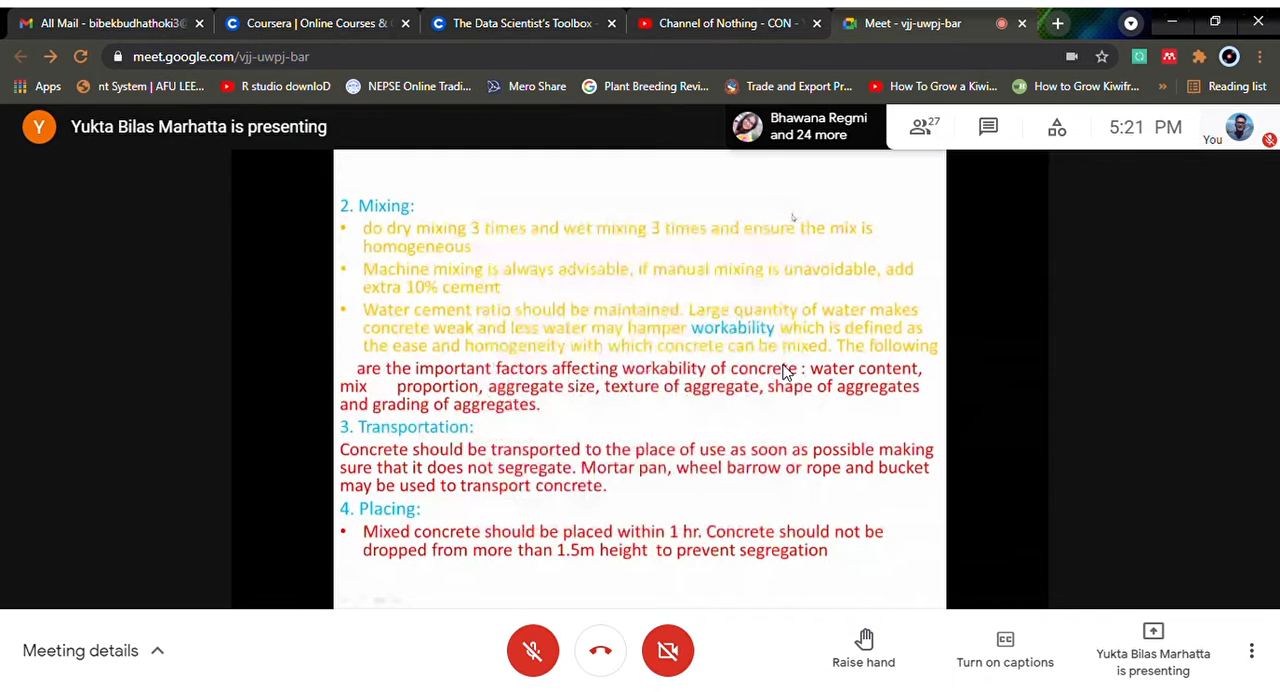 All Mail - bibekbudhathoki3@
Coursera | Online Courses &
The Data Scientist's Toolbox -
Channel of Nothing - CON -
Meet - vjj-uwpj-bar
meet.google.com/vjj-uwpj-bar
Apps
nt System | AFU LEE...
R studio downloD
NEPSE Online Tradi...
Mero Share
Plant Breeding Revi...
Trade and Export Pr...
How To Grow a Kiwi...
How to Grow Kiwifr...
»
Reading list
Y
Yukta Bilas Marhatta is presenting
Bhawana Regmi
and 24 more
27
5:21 PM
You
2. Mixing:
• do dry mixing 3 times and wet mixing 3 times and ensure the mix is
homogeneous
• Machine mixing is always advisable, if manual mixing is unavoidable, add
extra 10% cement
• Water cement ratio should be maintained. Large quantity of water makes
concrete weak and less water may hamper workability which is defined as
the ease and homogeneity with which concrete can be mixed. The following
are the important factors affecting workability of concrete : water content,
mix proportion, aggregate size, texture of aggregate, shape of aggregates
and grading of aggregates.
3. Transportation:
Concrete should be transported to the place of use as soon as possible making
sure that it does not segregate. Mortar pan, wheel barrow or rope and bucket
may be used to transport concrete.
4. Placing:
• Mixed concrete should be placed within 1 hr. Concrete should not be
dropped from more than 1.5m height to prevent segregation
Meeting details
Raise hand
Turn on captions
Yukta Bilas Marhatta
is presenting